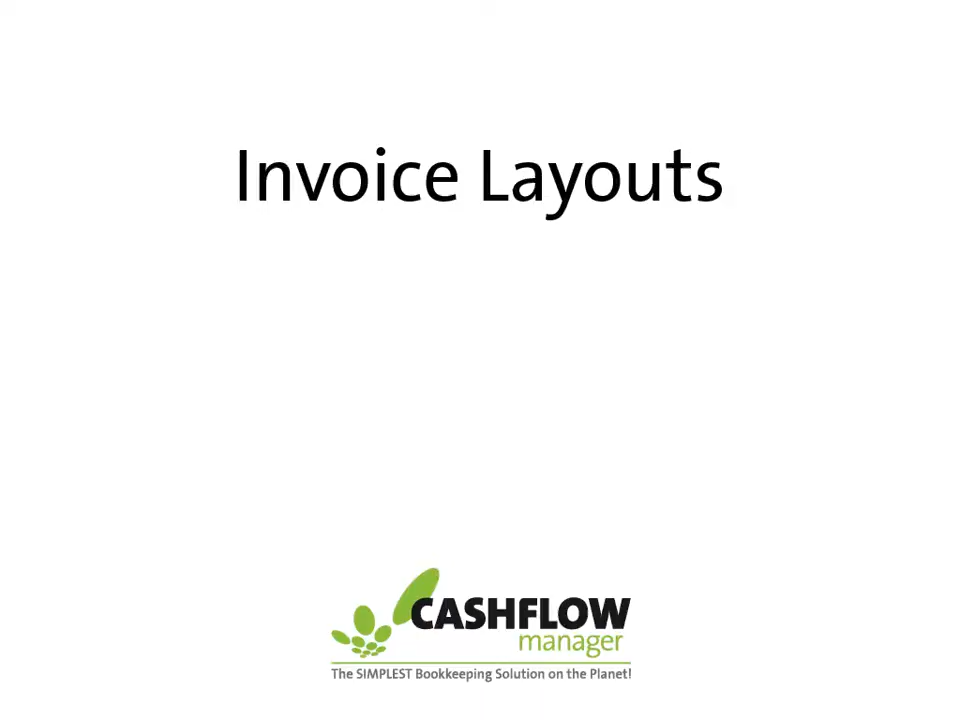 Invoice Layouts
CASHFLOW
manager
The SIMPLEST Bookkeeping Solution on the Planet!